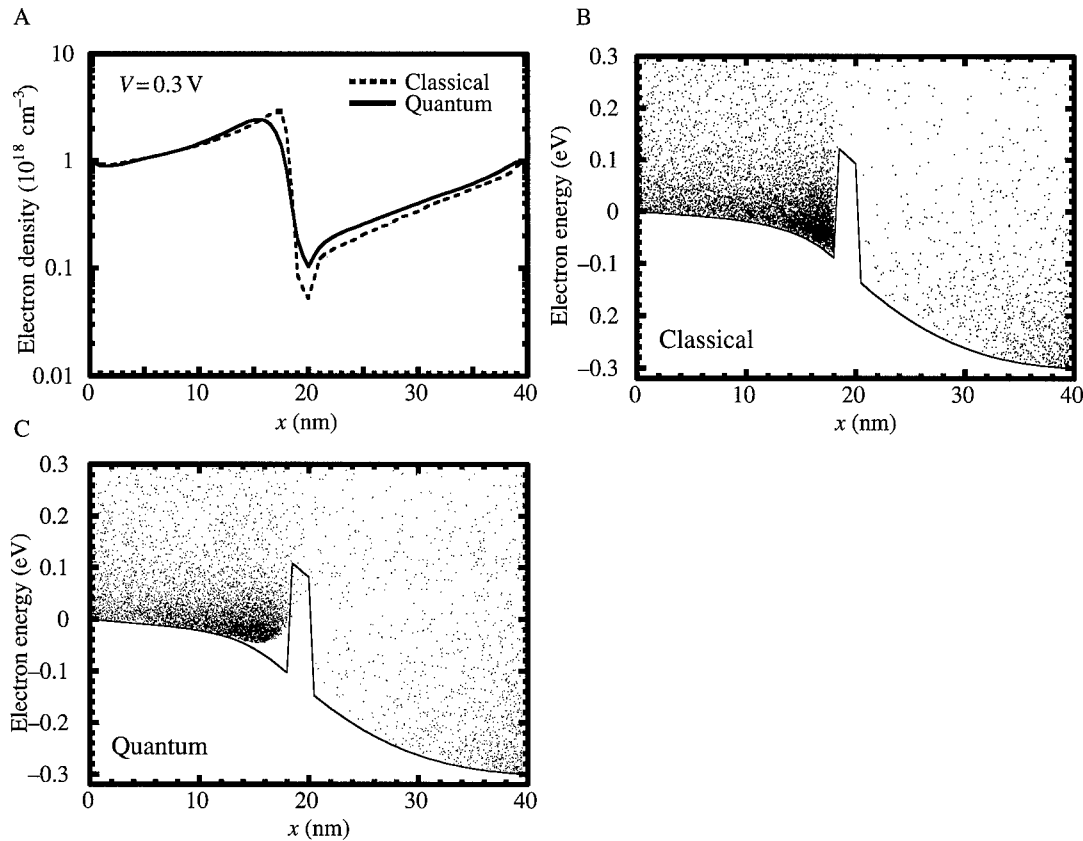 A
Electron density (10¹⁸ cm⁻³)
10
1
0.1
0.01
V = 0.3 V
Classical
Quantum
0 10 20 30 40
x (nm)
B
Electron energy (eV)
0.3
0.2
0.1
0
–0.1
0.2
–0.3
Classical
0 10 20 30 40
x (nm)
C
Electron energy (eV)
0.3
0.2
0.1
0
–0.1
–0.2
–0.3
Quantum
0 10 20 30 40
x (nm)